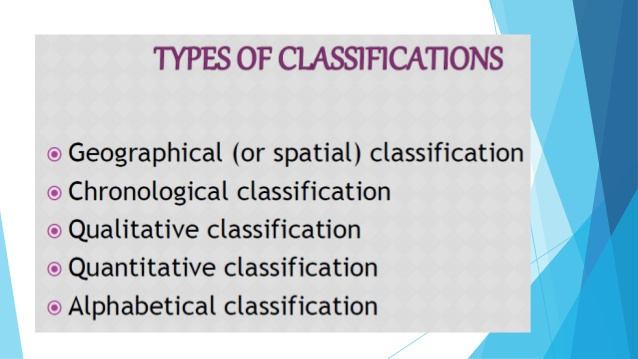 TYPES OF CLASSIFICATIONS
Geographical (or spatial) classification
Chronological classification
Qualitative classification
Quantitative classification
Alphabetical classification